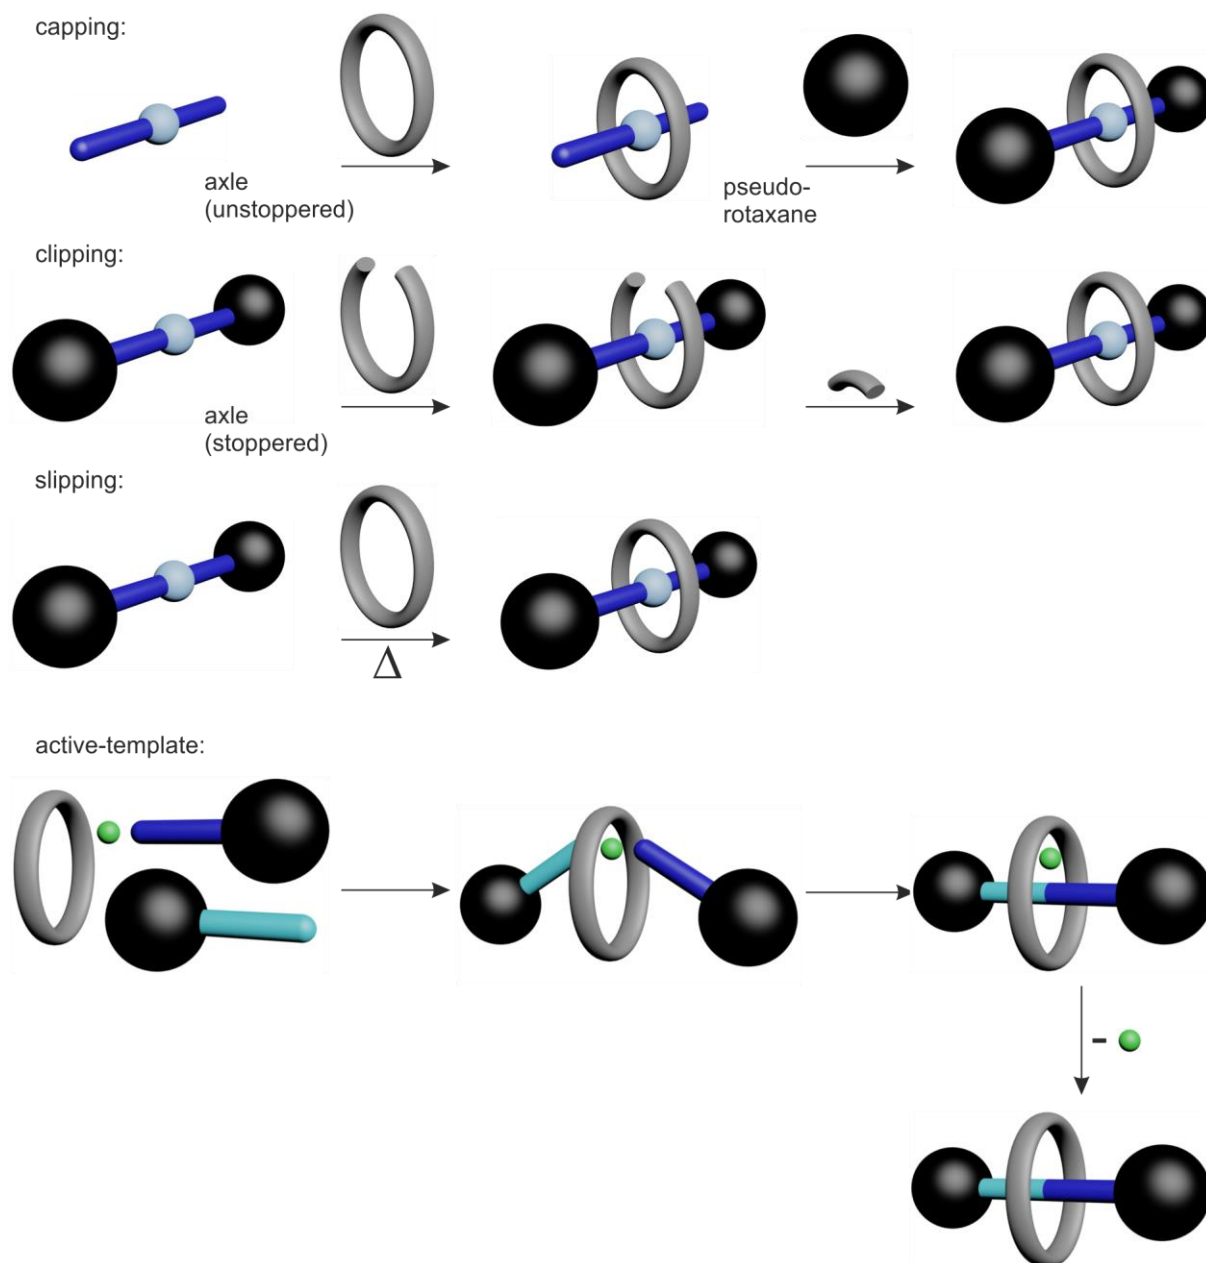 capping:
axle
(unstoppered)
pseudo-
rotaxane
clipping:
axle
(stoppered)
slipping:
Δ
active-template:
-